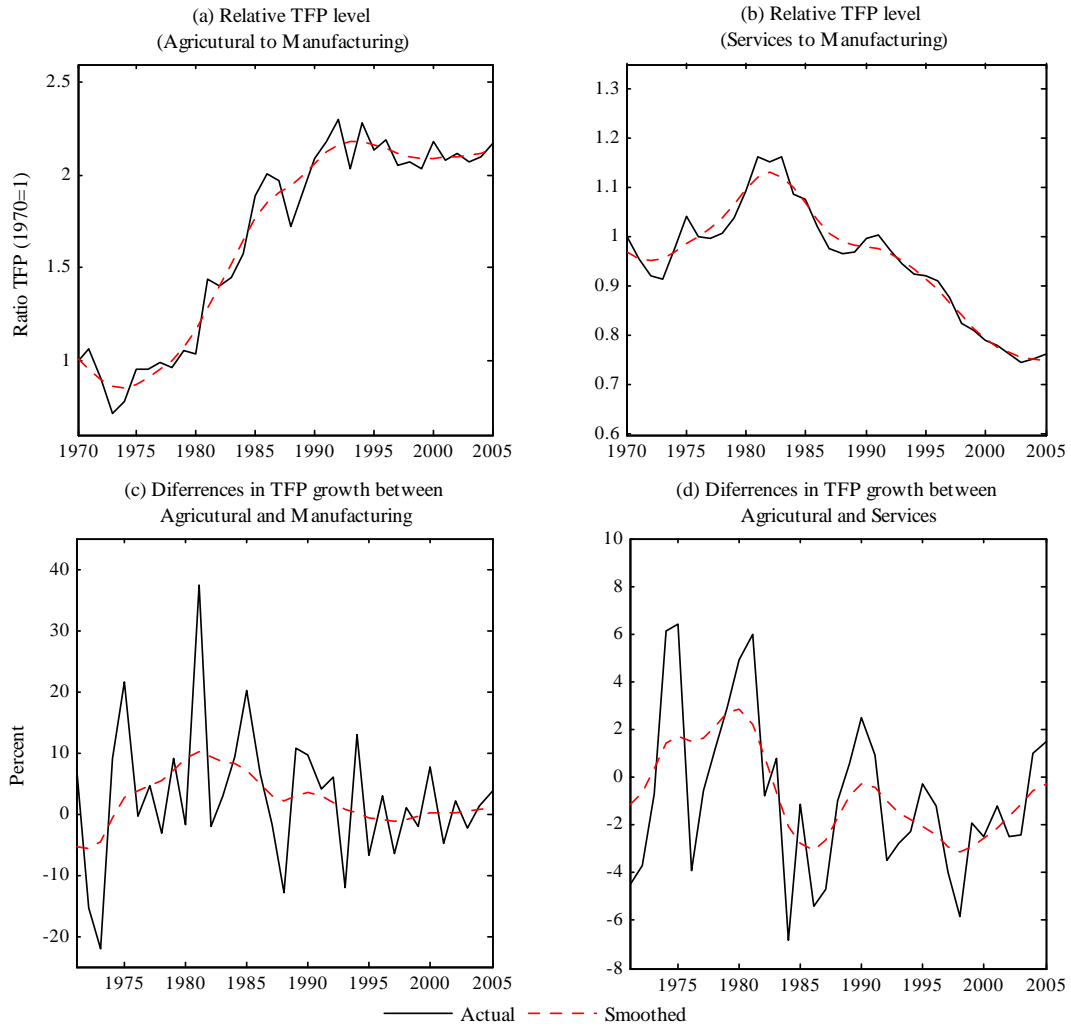 (a) Relative TFP level
(Agricutural to Manufacturing)
Ratio TFP (1970=1)
2.5
2
1.5
1
1970 1975 1980 1985 1990 1995 2000 2005
(b) Relative TFP level
(Services to Manufacturing)
1.3
1.2
1.1
1
0.9
0.8
0.7
0.6
1970 1975 1980 1985 1990 1995 2000 2005
(c) Diferrences in TFP growth between
Agricutural and Manufacturing
Percent
40
30
20
10
0
-10
-20
1975 1980 1985 1990 1995 2000 2005
(d) Diferrences in TFP growth between
Agricutural and Services
10
8
6
4
2
0
-2
-4
-6
-8
1975 1980 1985 1990 1995 2000 2005
Actual Smoothed